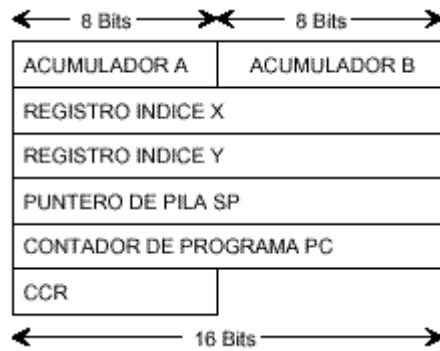 8 Bits 8 Bits
ACUMULADOR A ACUMULADOR B
REGISTRO INDICE X
REGISTRO INDICE Y
PUNTERO DE PILA SP
CONTADOR DE PROGRAMA PC
CCR
16 Bits